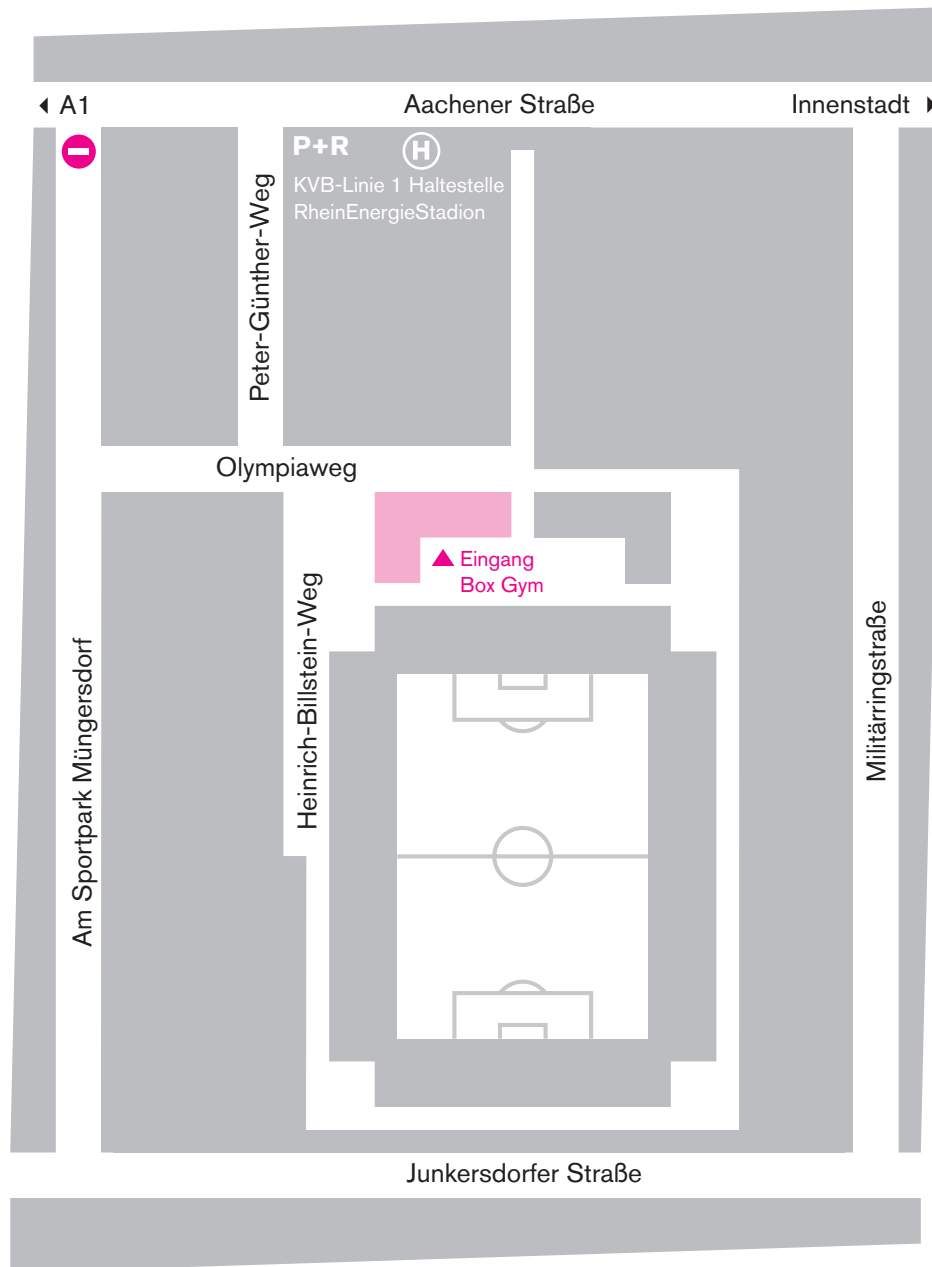 A1
Aachener Straße
Innenstadt
P+R
H
KVB-Linie 1 Haltestelle
RheinEnergieStadion
Peter-Günther-Weg
Olympiaweg
Eingang
Box Gym
Heinrich-Billstein-Weg
Am Sportpark Müngersdorf
Militärringstraße
Junkersdorfer Straße